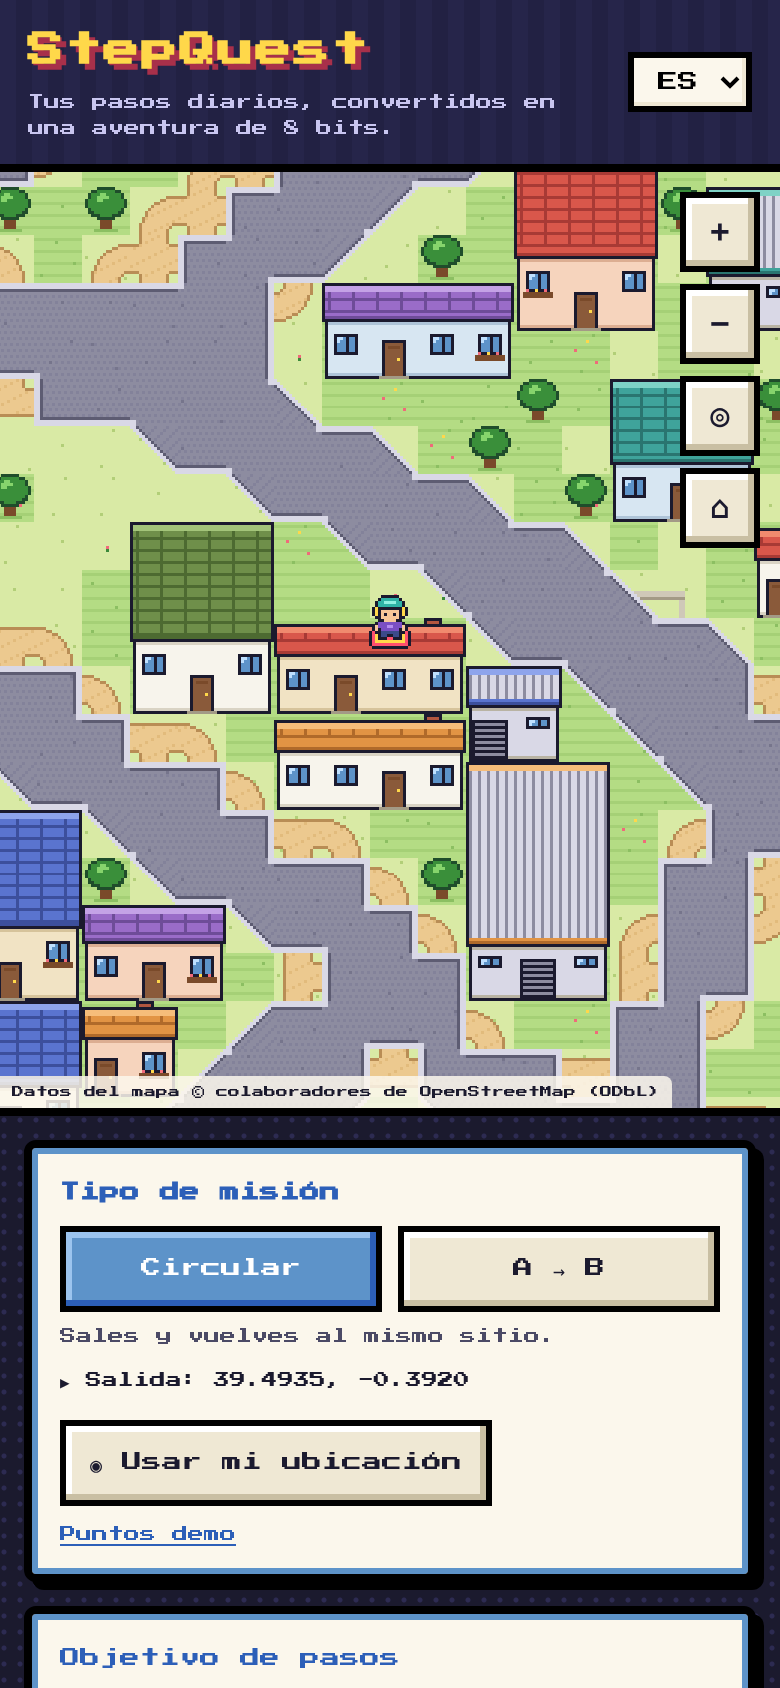 StepQuest
Tus pasos diarios, convertidos en
una aventura de 8 bits.
ES
+
−
Datos del mapa © colaboradores de OpenStreetMap (ODbL)
Tipo de misión
Circular
A → B
Sales y vuelves al mismo sitio.
▸ Salida: 39.4935, -0.3920
◉ Usar mi ubicación
Puntos demo
Objetivo de pasos